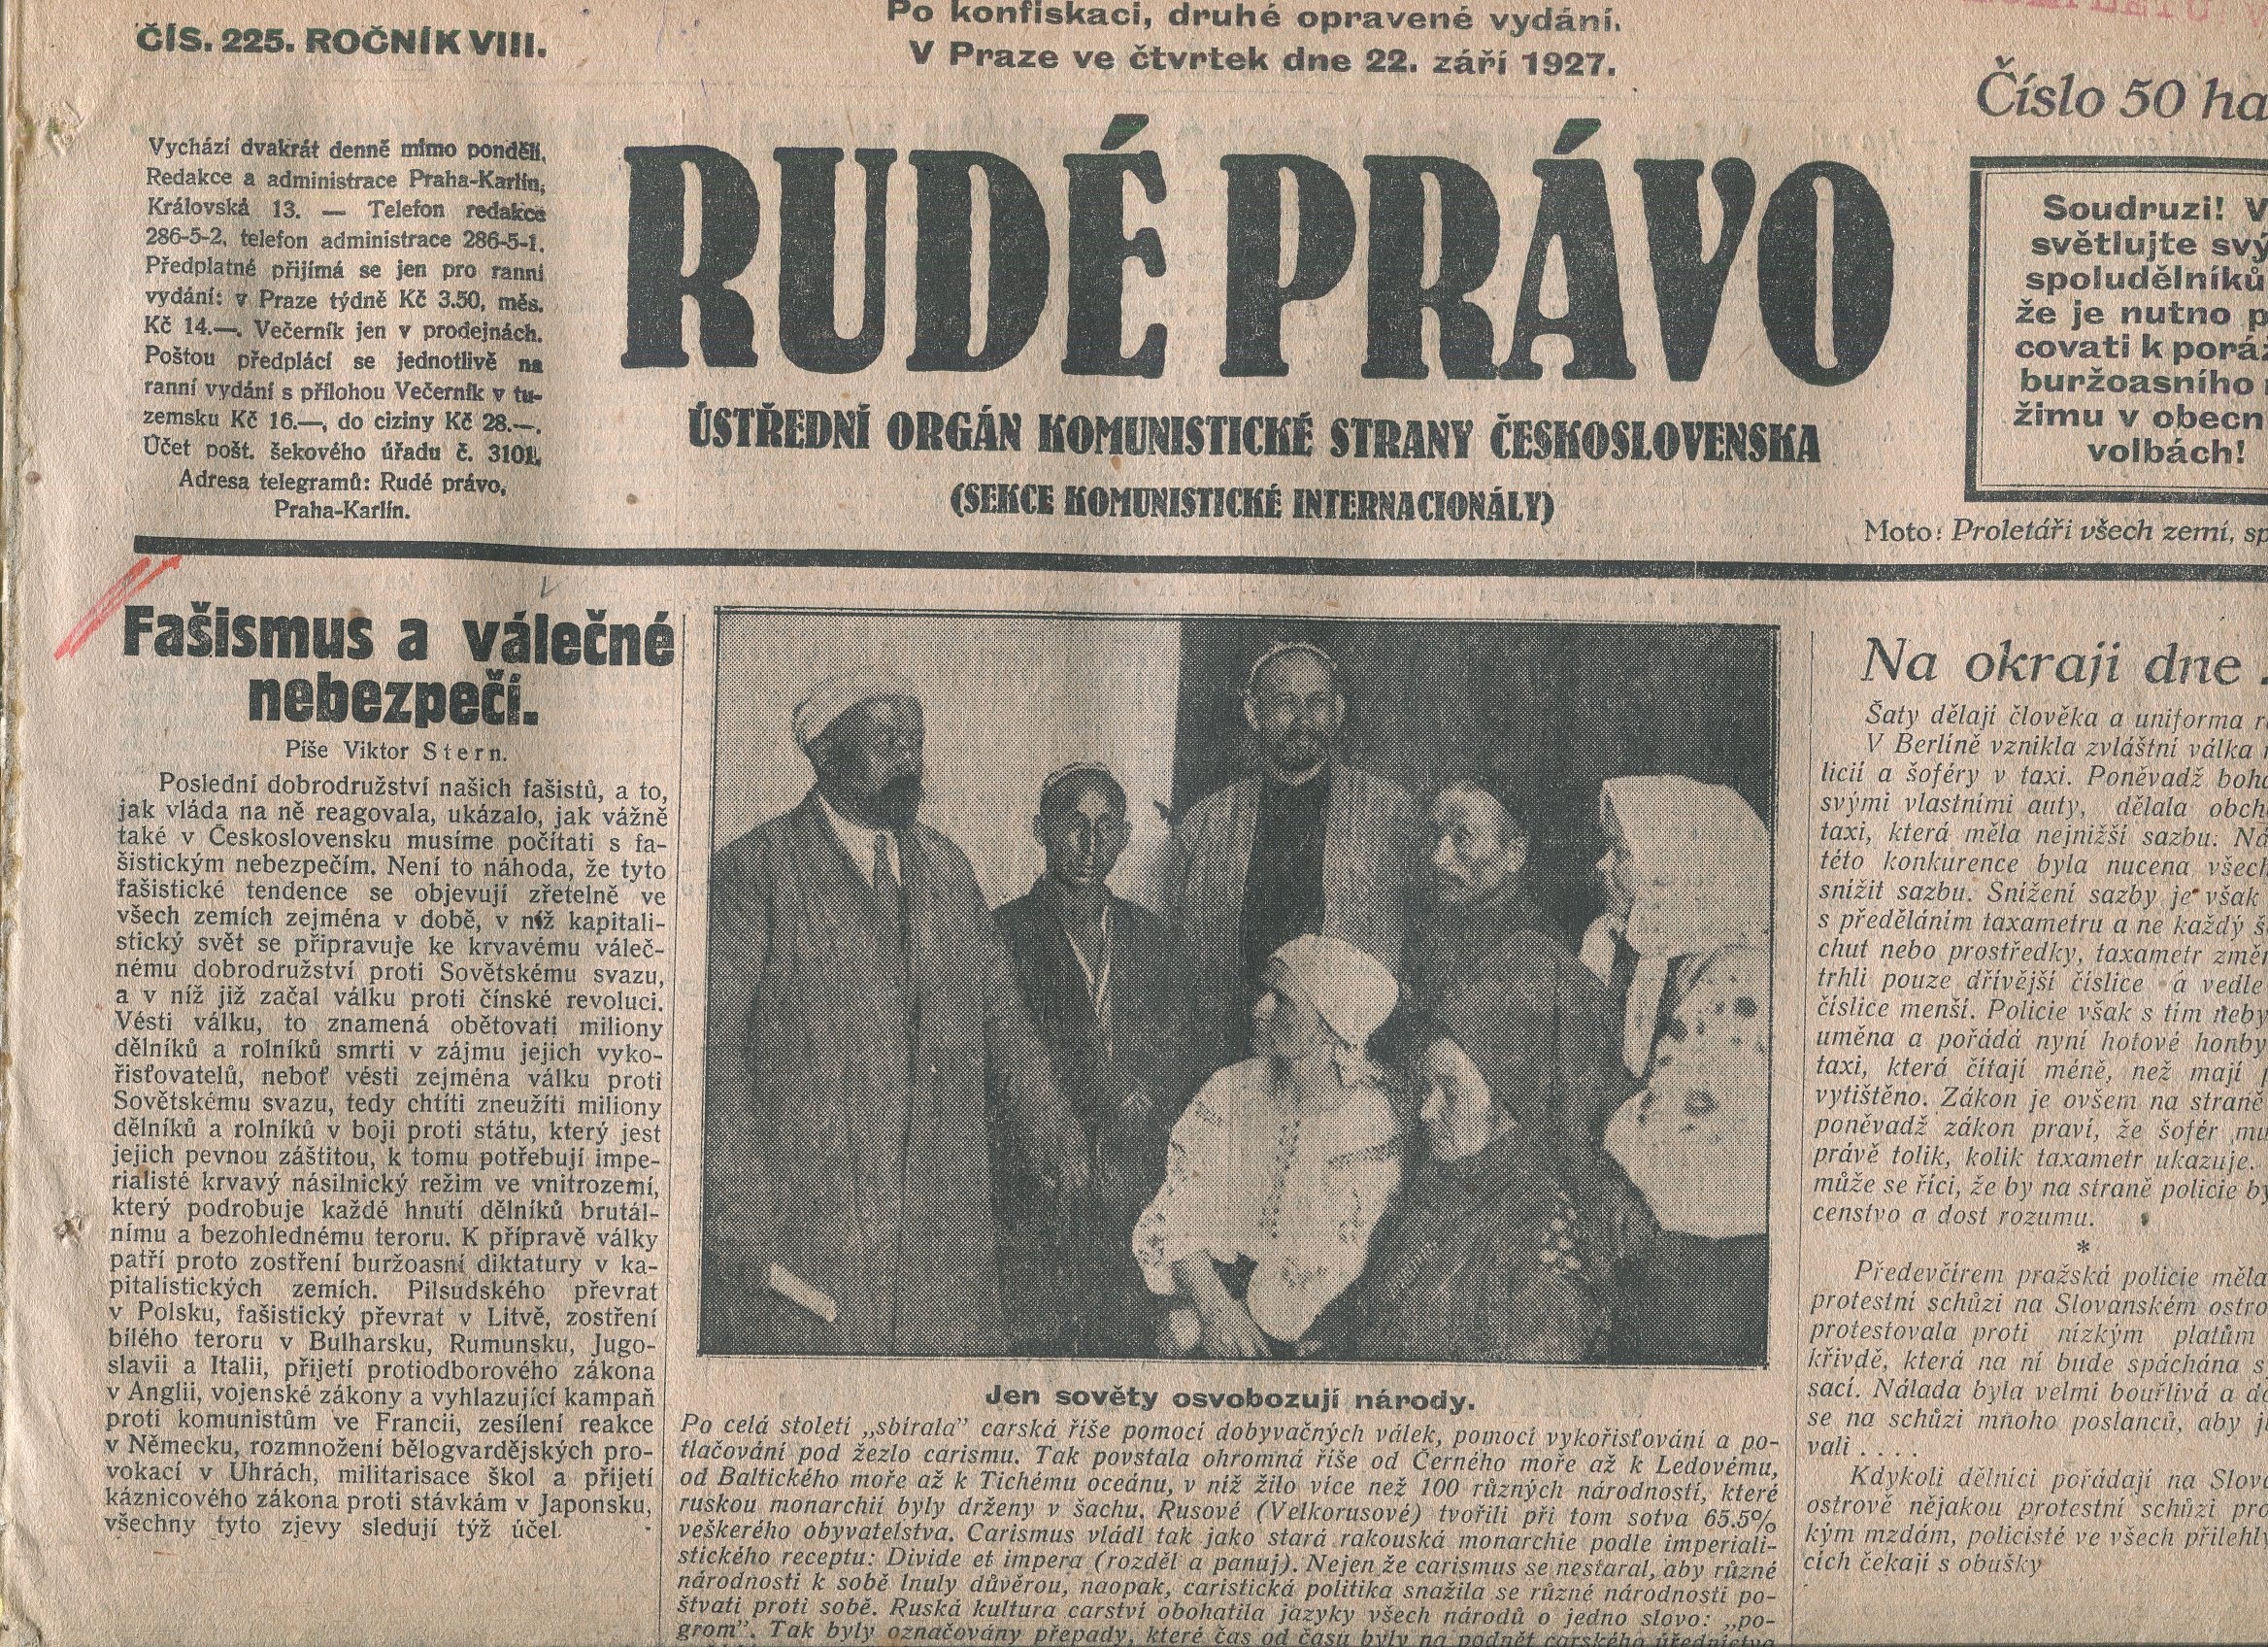 Po konfiskaci, druhé opravené vydání.
ČÍS. 225. ROČNÍK VIII.
V Praze ve čtvrtek dne 22. září 1927.
Číslo 50 ha
Vychází dvakrát denně mimo pondělí.
Redakce a administrace Praha-Karlín,
Královská 13. — Telefon redakce
286-5-2, telefon administrace 286-5-1.
Předplatné přijímá se jen pro ranní
vydání: v Praze týdně Kč 3.50, měs.
Kč 14.—. Večerník jen v prodejnách.
Poštou předplácí se jednotlivě na
ranní vydání s přílohou Večerník v tu-
zemsku Kč 16.—, do ciziny Kč 28.—.
Účet pošt. šekového úřadu č. 3101.
Adresa telegramů: Rudé právo,
Praha-Karlín.
RUDÉ PRÁVO
ÚSTŘEDNÍ ORGÁN KOMUNISTICKÉ STRANY ČESKOSLOVENSKA
(SEKCE KOMUNISTICKÉ INTERNACIONÁLY)
Soudruzi! V
světlujte svý
spoludělníků
že je nutno p
covati k poráž
buržoasního
žimu v obecn
volbách!
Moto: Proletáři všech zemí, sp
Fašismus a válečné
nebezpečí.
Píše Viktor Stern.
Poslední dobrodružství našich fašistů, a to,
jak vláda na ně reagovala, ukázalo, jak vážně
také v Československu musíme počítati s fa-
šistickým nebezpečím. Není to náhoda, že tyto
fašistické tendence se objevují zřetelně ve
všech zemích zejména v době, v níž kapitali-
stický svět se připravuje ke krvavému váleč-
nému dobrodružství proti Sovětskému svazu,
a v níž již začal válku proti čínské revoluci.
Vésti válku, to znamená obětovati miliony
dělníků a rolníků smrti v zájmu jejich vyko-
řisťovatelů, neboť vésti zejména válku proti
Sovětskému svazu, tedy chtíti zneužíti miliony
dělníků a rolníků v boji proti státu, který jest
jejich pevnou záštitou, k tomu potřebují impe-
rialisté krvavý násilnický režim ve vnitrozemí,
který podrobuje každé hnutí dělníků brutál-
nímu a bezohlednému teroru. K přípravě války
patří proto zostření buržoasní diktatury v ka-
pitalistických zemích. Pilsudského převrat
v Polsku, fašistický převrat v Litvě, zostření
bílého teroru v Bulharsku, Rumunsku, Jugo-
slavii a Italii, přijetí protiodborového zákona
v Anglii, vojenské zákony a vyhlazující kampaň
proti komunistům ve Francii, zesílení reakce
v Německu, rozmnožení bělogvardějských pro-
vokací v Uhrách, militarisace škol a přijetí
káznicového zákona proti stávkám v Japonsku,
všechny tyto zjevy sledují týž účel.
Jen sověty osvobozují národy.
Po celá století „sbírala" carská říše pomocí dobyvačných válek, pomocí vykořisťování a po-
tlačování pod žezlo carismu. Tak povstala ohromná říše od Černého moře až k Ledovému,
od Baltického moře až k Tichému oceánu, v níž žilo více než 100 různých národností, které
ruskou monarchií byly drženy v šachu. Rusové (Velkorusové) tvořili při tom sotva 65.5%
veškerého obyvatelstva. Carismus vládl tak jako stará rakouská monarchie podle imperiali-
stického receptu: Divide et impera (rozděl a panuj). Nejen že carismus se nestaral, aby různé
národnosti k sobě lnuly důvěrou, naopak, caristická politika snažila se různé národnosti po-
štvati proti sobě. Ruská kultura carství obohatila jazyky všech národů o jedno slovo: „po-
grom". Tak byly označovány přepady, které čas od času byly na podnět carského úřednictva
Na okraji dne .
Šaty dělají člověka a uniforma r
V Berlíně vznikla zvláštní válka
licií a šoféry v taxi. Poněvadž boha
svými vlastními auty, dělala obch
taxi, která měla nejnižší sazbu. Ná
této konkurence byla nucena všech
snížit sazbu. Snížení sazby je však
s předěláním taxametru a ne každý š
chuť nebo prostředky, taxametr změn
trhli pouze dřívější číslice a vedle
číslice menší. Policie však s tím neby
uměna a pořádá nyní hotové honby
taxi, která čítají méně, než mají
vytištěno. Zákon je ovšem na straně
poněvadž zákon praví, že šofér mu
právě tolik, kolik taxametr ukazuje.
může se říci, že by na straně policie by
censtvo a dost rozumu.
*
Předevčírem pražská policie měla
protestní schůzi na Slovanském ostro
protestovala proti nízkým platům
křivdě, která na ní bude spáchána s
sací. Nálada byla velmi bouřlivá a do
se na schůzi mnoho poslanců, aby j
vali . . . .
Kdykoli dělníci pořádají na Slova
ostrově nějakou protestní schůzi pro
kým mzdám, policisté ve všech přilehl
cích čekají s obušky